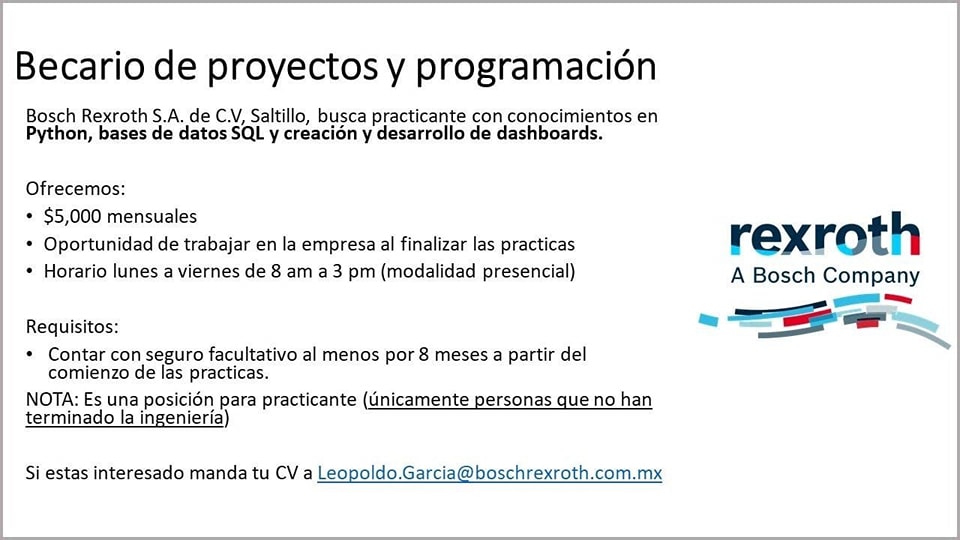 Becario de proyectos y programación
Bosch Rexroth S.A. de C.V, Saltillo, busca practicante con conocimientos en
Python, bases de datos SQL y creación y desarrollo de dashboards.
Ofrecemos:
• $5,000 mensuales
• Oportunidad de trabajar en la empresa al finalizar las practicas
• Horario lunes a viernes de 8 am a 3 pm (modalidad presencial)
rexroth
A Bosch Company
Requisitos:
• Contar con seguro facultativo al menos por 8 meses a partir del
comienzo de las practicas.
NOTA: Es una posición para practicante (únicamente personas que no han
terminado la ingeniería)
Si estas interesado manda tu CV a Leopoldo.Garcia@boschrexroth.com.mx